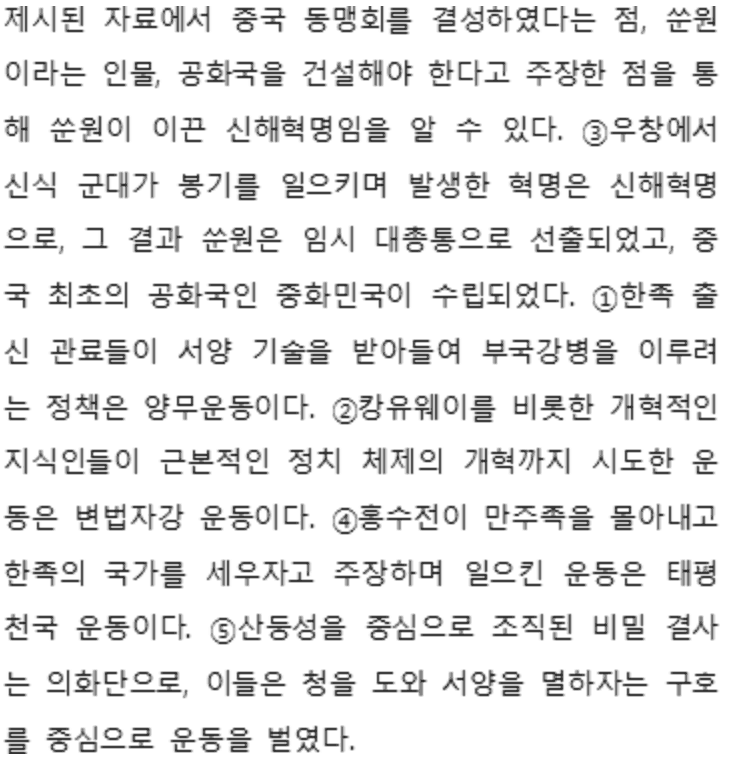 제시된 자료에서 중국 동맹회를 결성하였다는 점, 쑨원
이라는 인물, 공화국을 건설해야 한다고 주장한 점을 통
해 쑨원이 이끈 신해혁명임을 알 수 있다. ③우창에서
신식 군대가 봉기를 일으키며 발생한 혁명은 신해혁명
으로, 그 결과 쑨원은 임시 대총통으로 선출되었고, 중
국 최초의 공화국인 중화민국이 수립되었다. ①한족 출
신 관료들이 서양 기술을 받아들여 부국강병을 이루려
는 정책은 양무운동이다. ②캉유웨이를 비롯한 개혁적인
지식인들이 근본적인 정치 체제의 개혁까지 시도한 운
동은 변법자강 운동이다. ④홍수전이 만주족을 몰아내고
한족의 국가를 세우자고 주장하며 일으킨 운동은 태평
천국 운동이다. ⑤산둥성을 중심으로 조직된 비밀 결사
는 의화단으로, 이들은 청을 도와 서양을 멸하자는 구호
를 중심으로 운동을 벌였다.